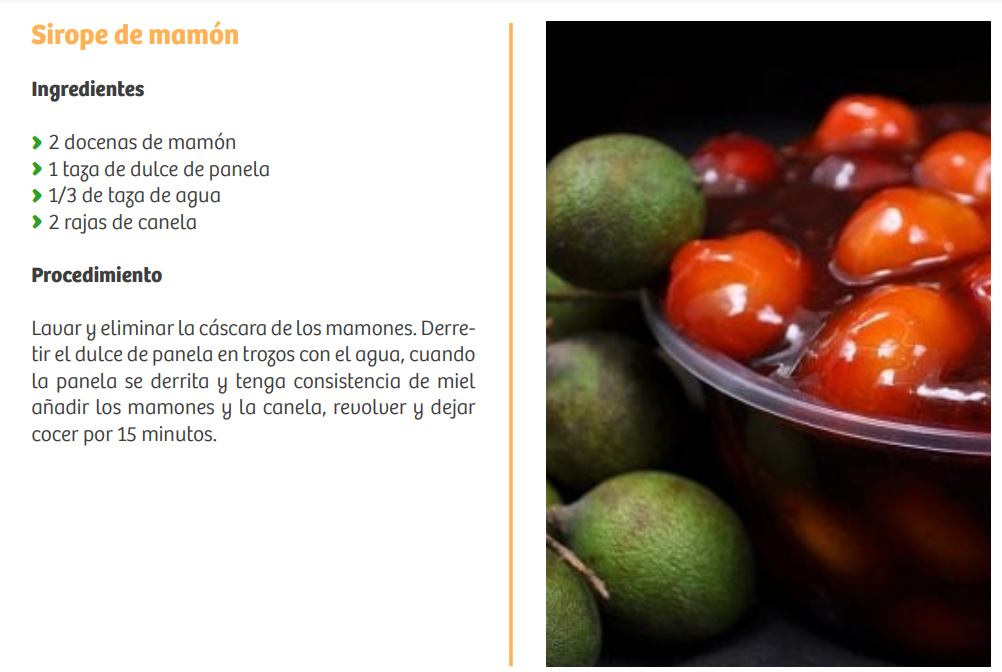 Sirope de mamón
Ingredientes
2 docenas de mamón
1 taza de dulce de panela
1/3 de taza de agua
2 rajas de canela
Procedimiento
Lavar y eliminar la cáscara de los mamones. Derre-
tir el dulce de panela en trozos con el agua, cuando
la panela se derrita y tenga consistencia de miel
añadir los mamones y la canela, revolver y dejar
cocer por 15 minutos.